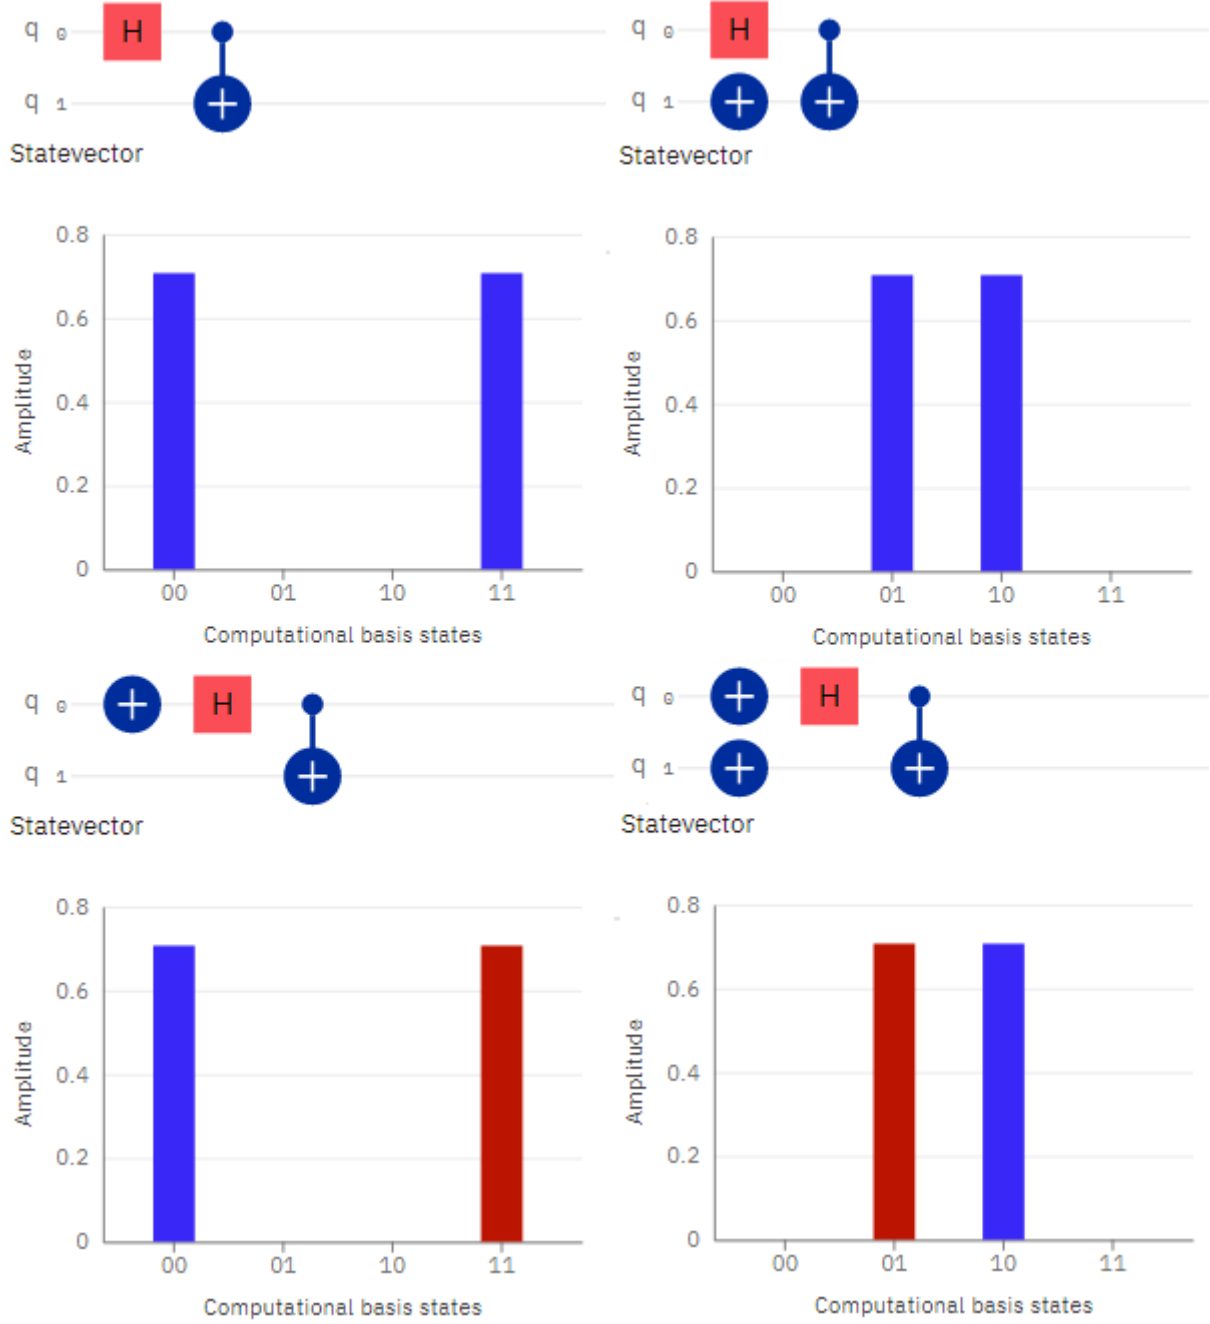 q 0 H
q 1
Statevector
0.8
0.6
0.4
0.2
0
Amplitude
00 01 10 11
Computational basis states
q 0 H
q 1
Statevector
0.8
0.6
0.4
0.2
0
Amplitude
00 01 10 11
Computational basis states
q 0 H
q 1
Statevector
0.8
0.6
0.4
0.2
0
Amplitude
00 01 10 11
Computational basis states
q 0 H
q 1
Statevector
0.8
0.6
0.4
0.2
0
Amplitude
00 01 10 11
Computational basis states